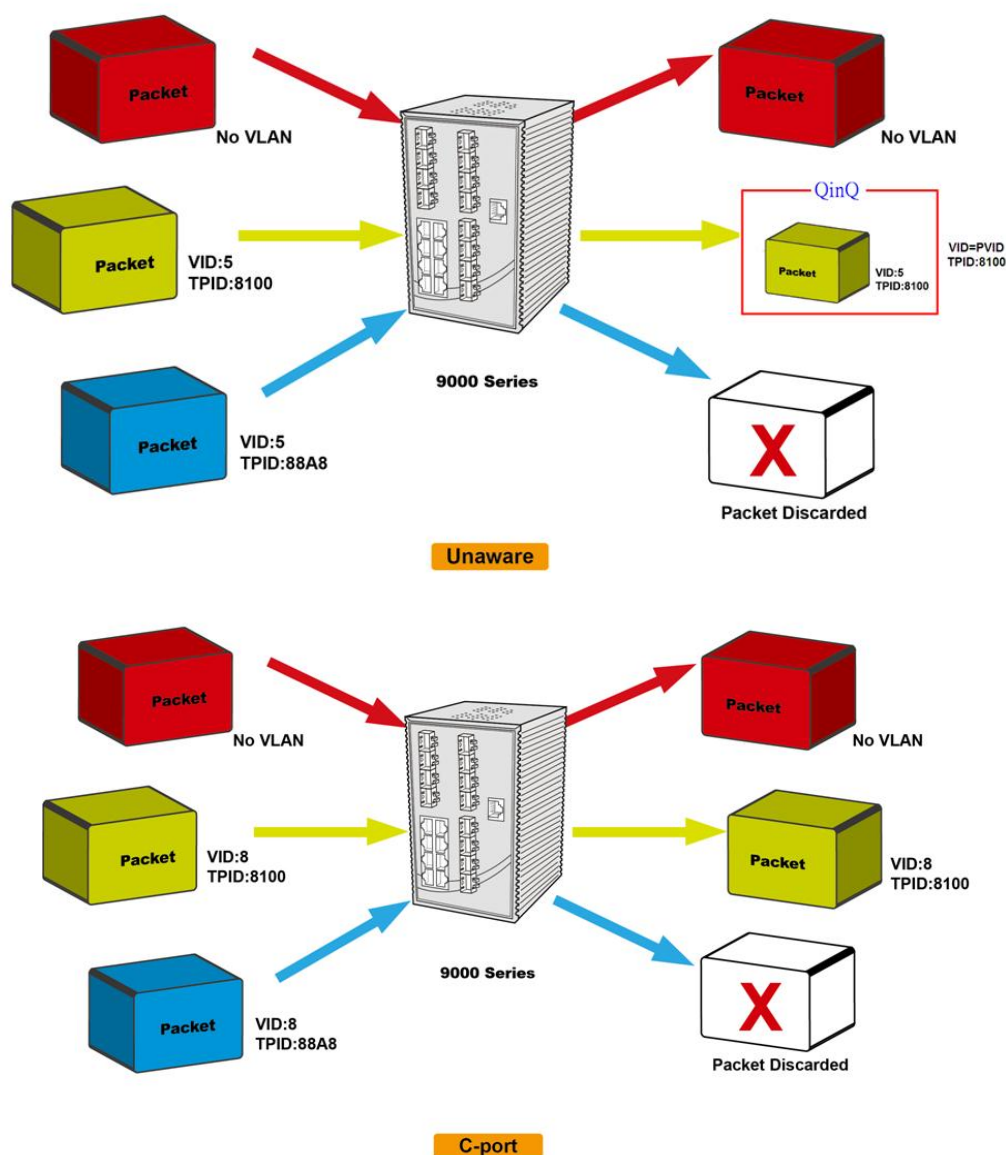 Packet
No VLAN
Packet
No VLAN
Packet
VID:5
TPID:8100
QinQ
Packet
VID:5
TPID:8100
VID=PVID
TPID:8100
Packet
VID:5
TPID:88A8
9000 Series
X
Packet Discarded
Unaware
Packet
No VLAN
Packet
No VLAN
Packet
VID:8
TPID:8100
Packet
VID:8
TPID:8100
Packet
VID:8
TPID:88A8
9000 Series
X
Packet Discarded
C-port